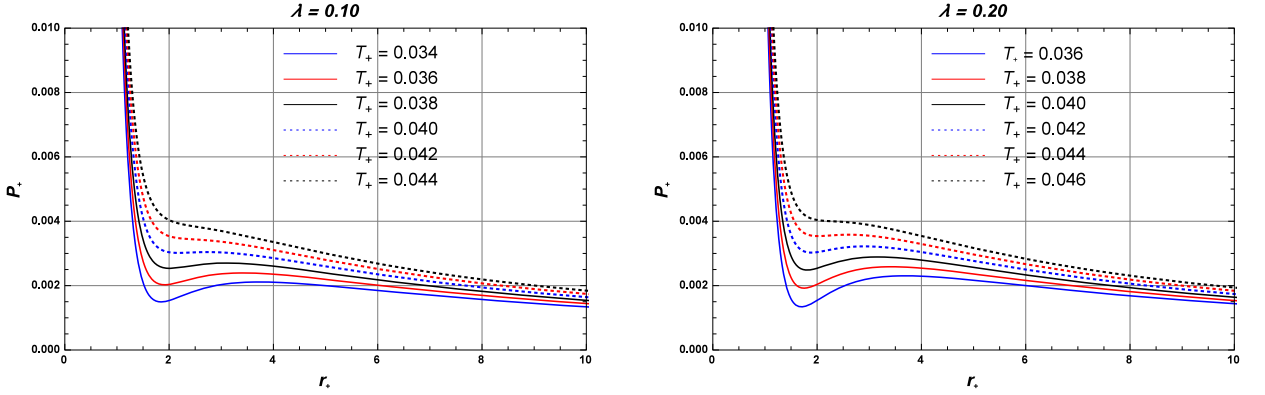 λ = 0.10
T₊ = 0.034
T₊ = 0.036
T₊ = 0.038
T₊ = 0.040
T₊ = 0.042
T₊ = 0.044
0.010
0.008
0.006
0.004
0.002
0.000
P₊
0 2 4 6 8 10
r₊
λ = 0.20
T₊ = 0.036
T₊ = 0.038
T₊ = 0.040
T₊ = 0.042
T₊ = 0.044
T₊ = 0.046
0.010
0.008
0.006
0.004
0.002
0.000
P₊
0 2 4 6 8 10
r₊